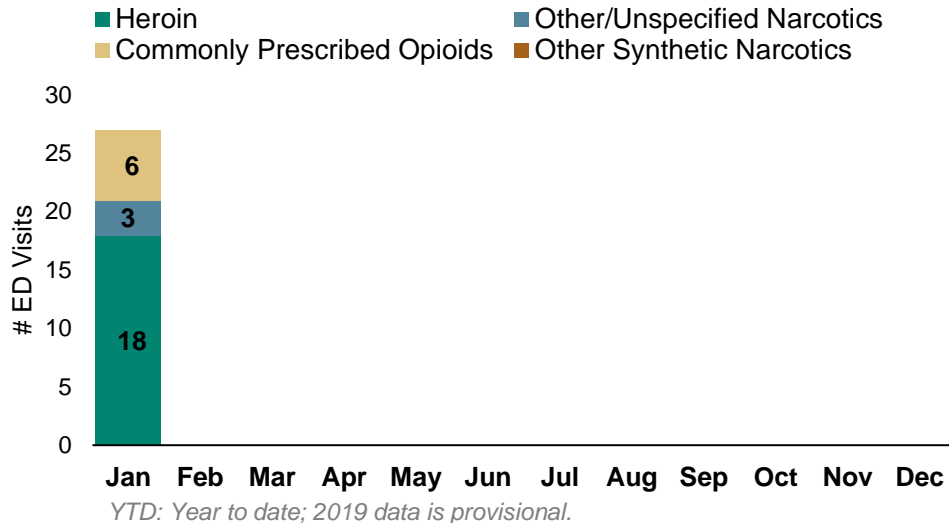 Heroin Other/Unspecified Narcotics
Commonly Prescribed Opioids Other Synthetic Narcotics
30
25
20
15
10
5
0
# ED Visits
6
3
18
Jan Feb Mar Apr May Jun Jul Aug Sep Oct Nov Dec
YTD: Year to date; 2019 data is provisional.